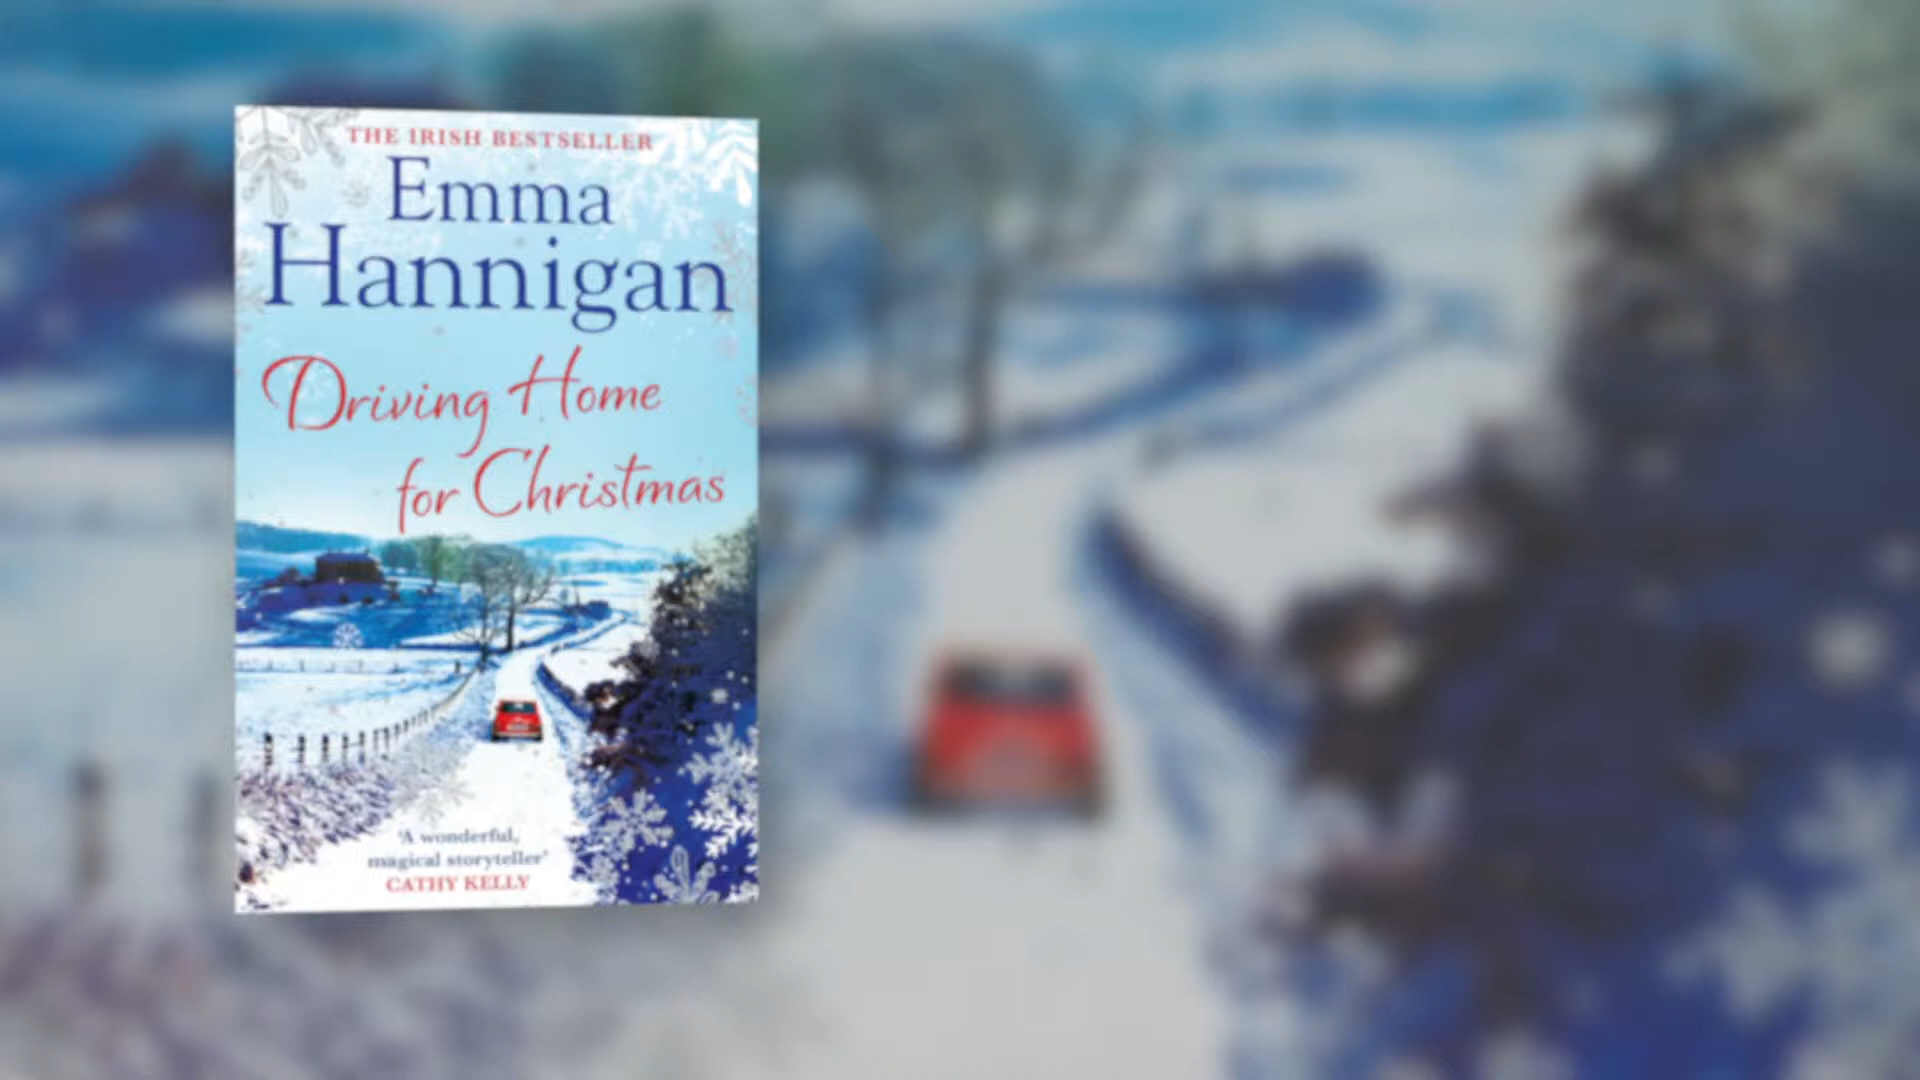 THE IRISH BESTSELLER
Emma
Hannigan
Driving Home
for Christmas
'A wonderful,
magical storyteller'
CATHY KELLY